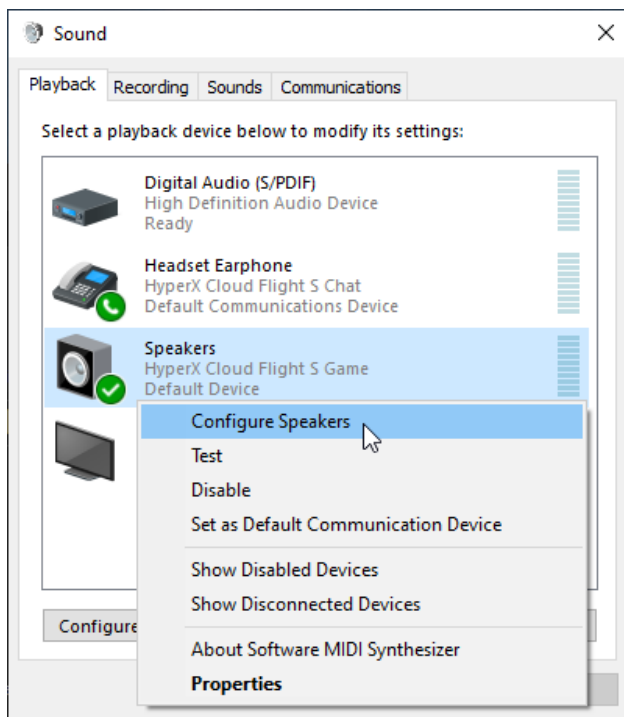 Sound
Playback
Recording
Sounds
Communications
Select a playback device below to modify its settings:
Digital Audio (S/PDIF)
High Definition Audio Device
Ready
Headset Earphone
HyperX Cloud Flight S Chat
Default Communications Device
Speakers
HyperX Cloud Flight S Game
Default Device
Configure Speakers
Test
Disable
Set as Default Communication Device
Show Disabled Devices
Show Disconnected Devices
Configure
About Software MIDI Synthesizer
Properties